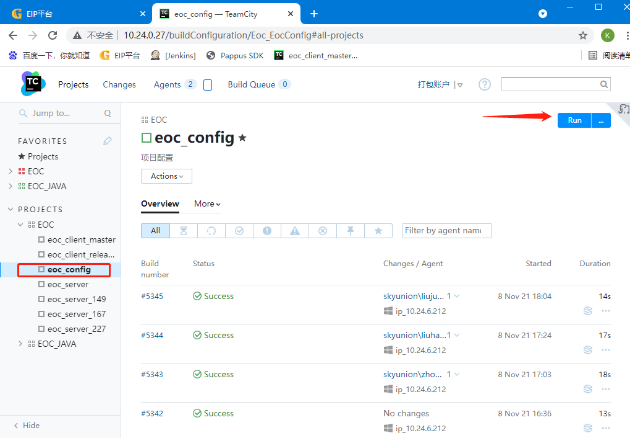 EIP平台
eoc_config — TeamCity
不安全 | 10.24.0.27/buildConfiguration/Eoc_EocConfig#all-projects
K
百度一下，你就知道
EIP平台
[Jenkins]
Pappus SDK
eoc_client_master...
阅读清单
TC
Projects
Changes
Agents 2
Build Queue 0
打包账户
?
Jump to...
FAVORITES
Projects
EOC
EOC_JAVA
PROJECTS
EOC
eoc_client_master
eoc_client_relea...
eoc_config
eoc_server
eoc_server_149
eoc_server_167
eoc_server_227
EOC_JAVA
Hide
EOC
eoc_config
项目配置
Run ...
Actions
Overview
More
All
Filter by agent name
Build number
Status
Changes / Agent
Started
Duration
#5345
Success
skyunion\liuju... 1
8 Nov 21 18:04
14s
ip_10.24.6.212
#5344
Success
skyunion\liuha... 1
8 Nov 21 17:24
17s
ip_10.24.6.212
#5343
Success
skyunion\zho... 1
8 Nov 21 17:03
18s
ip_10.24.6.212
#5342
Success
No changes
8 Nov 21 16:36
13s
ip_10.24.6.212